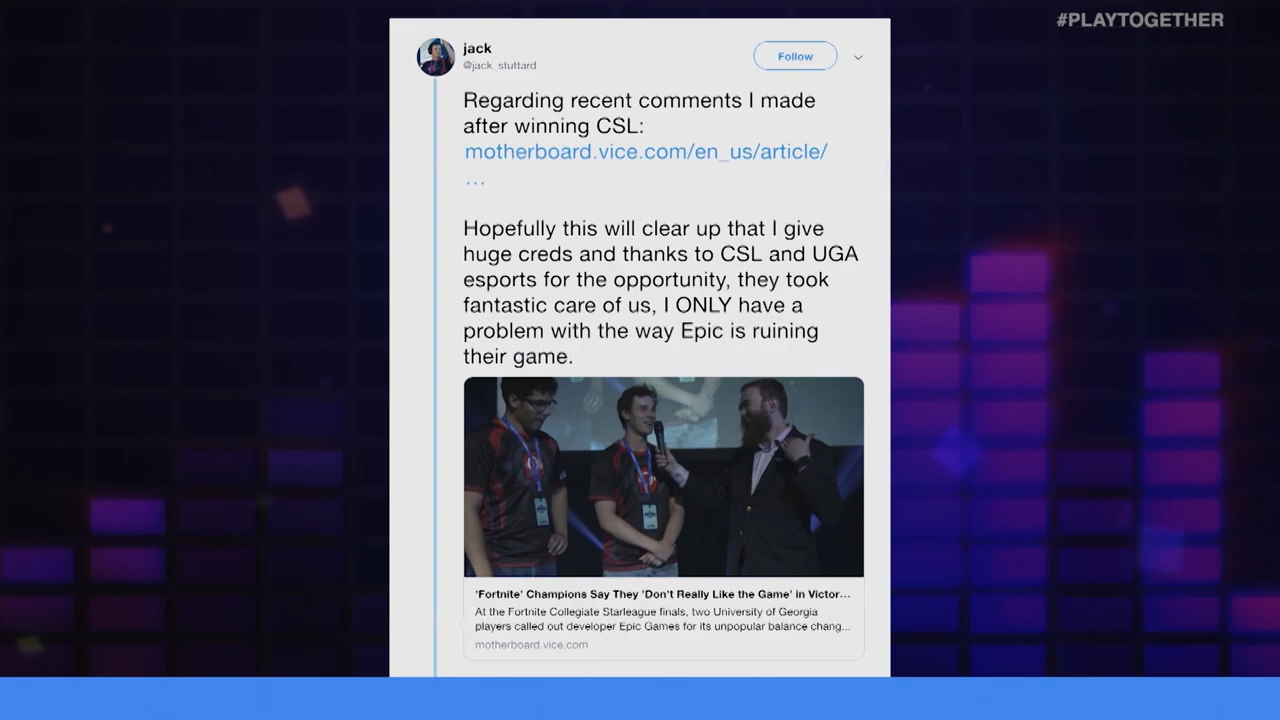 #PLAYTOGETHER
jack
@jack_stuttard
Follow
Regarding recent comments I made
after winning CSL:
motherboard.vice.com/en_us/article/
...
Hopefully this will clear up that I give
huge creds and thanks to CSL and UGA
esports for the opportunity, they took
fantastic care of us, I ONLY have a
problem with the way Epic is ruining
their game.
'Fortnite' Champions Say They 'Don't Really Like the Game' in Victor...
At the Fortnite Collegiate Starleague finals, two University of Georgia
players called out developer Epic Games for its unpopular balance chang...
motherboard.vice.com